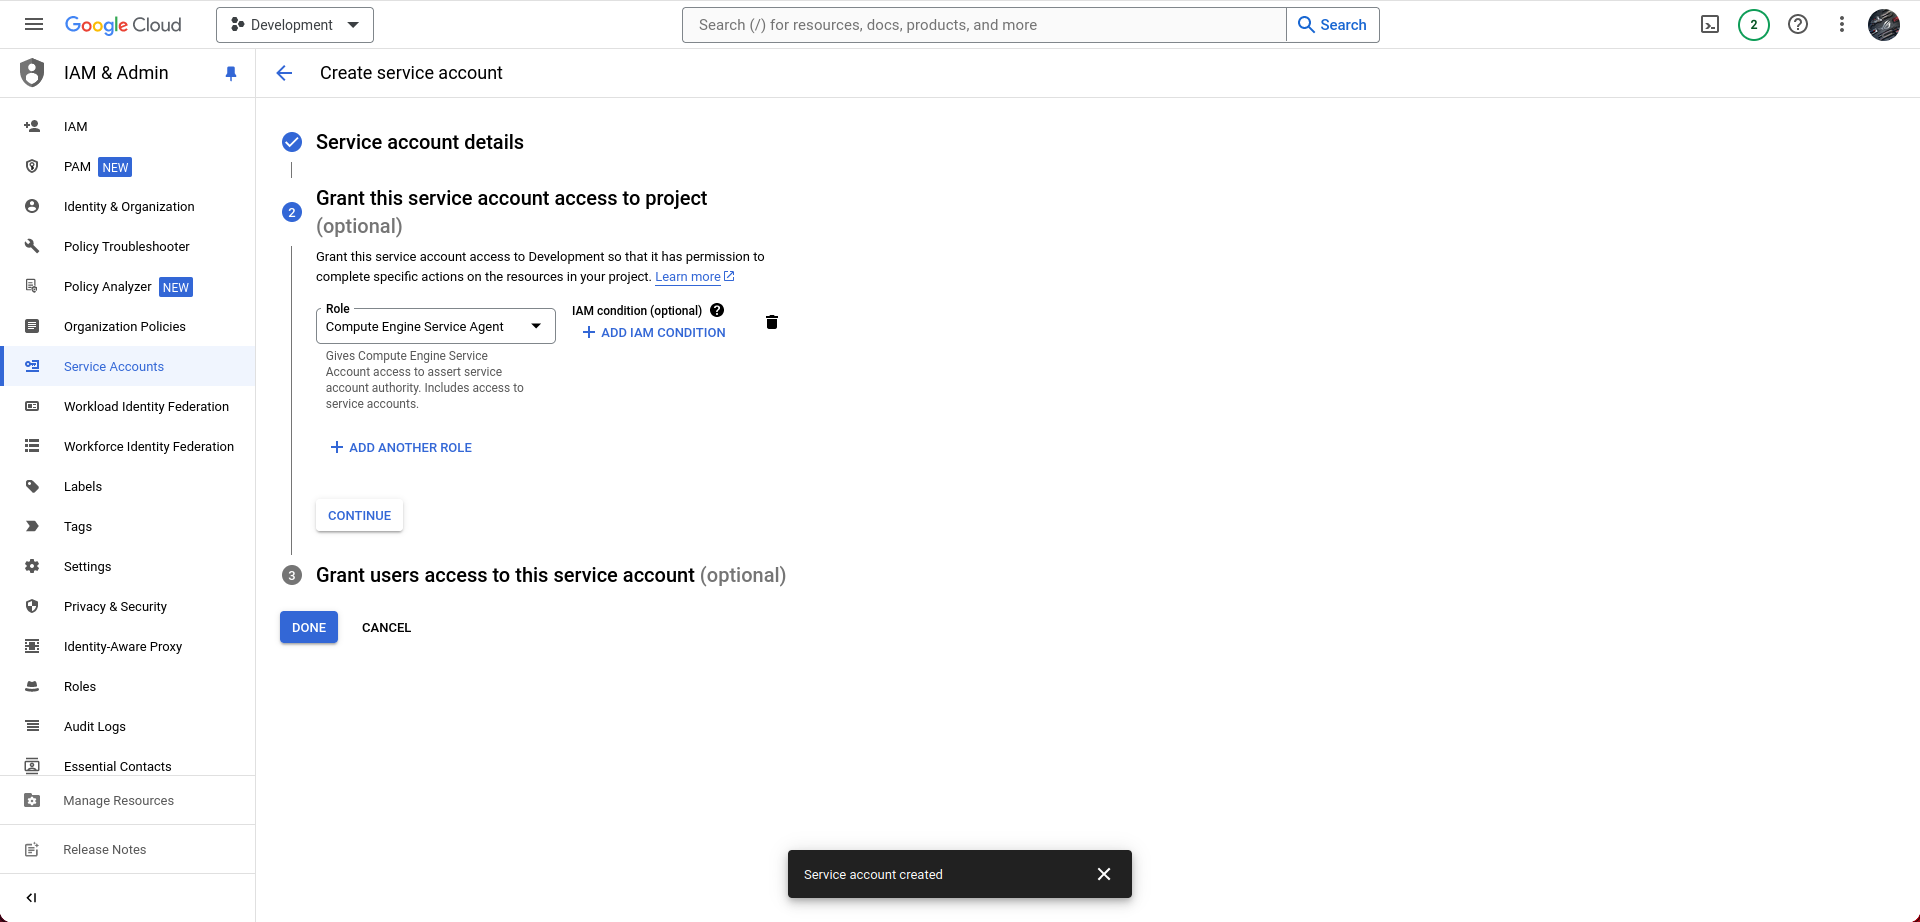 Google Cloud
Development
Search (/) for resources, docs, products, and more
Search
2
IAM & Admin
Create service account
IAM
PAM NEW
Identity & Organization
Policy Troubleshooter
Policy Analyzer NEW
Organization Policies
Service Accounts
Workload Identity Federation
Workforce Identity Federation
Labels
Tags
Settings
Privacy & Security
Identity-Aware Proxy
Roles
Audit Logs
Essential Contacts
Manage Resources
Release Notes
Service account details
2
Grant this service account access to project
(optional)
Grant this service account access to Development so that it has permission to
complete specific actions on the resources in your project. Learn more
Role
Compute Engine Service Agent
IAM condition (optional)
ADD IAM CONDITION
Gives Compute Engine Service
Account access to assert service
account authority. Includes access to
service accounts.
ADD ANOTHER ROLE
CONTINUE
3 Grant users access to this service account (optional)
DONE
CANCEL
Service account created